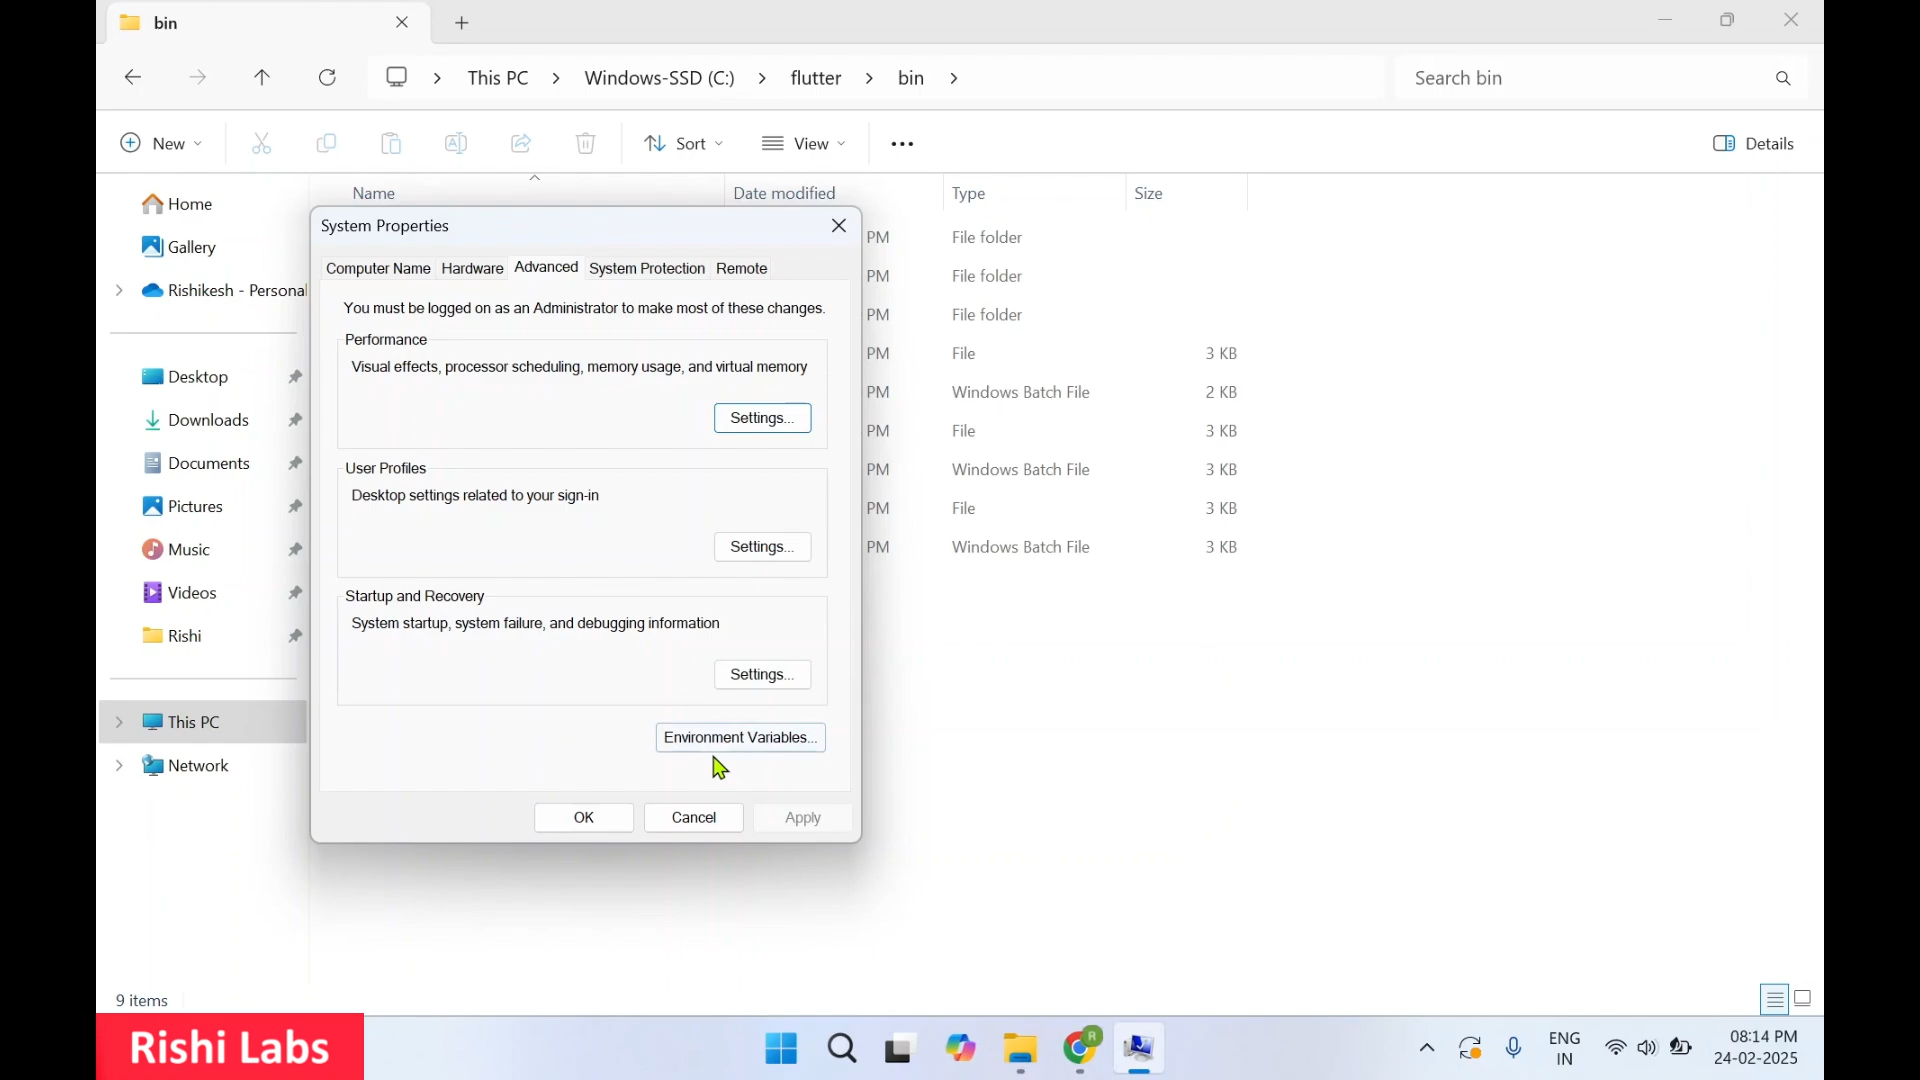 bin
This PC
Windows-SSD (C:)
flutter
bin
Search bin
New
Sort
View
Details
Name
Date modified
Type
Size
Home
Gallery
Rishikesh - Persona
Desktop
Downloads
Documents
Pictures
Music
Videos
Rishi
This PC
Network
System Properties
Computer Name
Hardware
Advanced
System Protection
Remote
You must be logged on as an Administrator to make most of these changes.
Performance
Visual effects, processor scheduling, memory usage, and virtual memory
Settings...
User Profiles
Desktop settings related to your sign-in
Settings...
Startup and Recovery
System startup, system failure, and debugging information
Settings...
Environment Variables...
OK
Cancel
Apply
PM File folder
PM File folder
PM File folder
PM File 3 KB
PM Windows Batch File 2 KB
PM File 3 KB
PM Windows Batch File 3 KB
PM File 3 KB
PM Windows Batch File 3 KB
9 items
Rishi Labs
R
ENG
IN
08:14 PM
24-02-2025